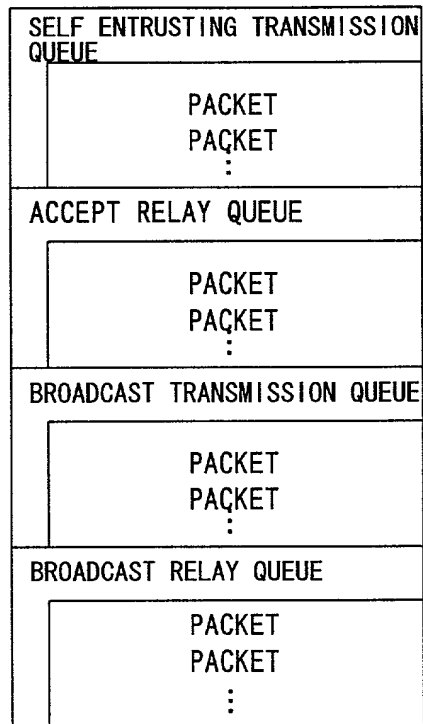 SELF ENTRUSTING TRANSMISSION
QUEUE
PACKET
PACKET
⋮
ACCEPT RELAY QUEUE
PACKET
PACKET
⋮
BROADCAST TRANSMISSION QUEUE
PACKET
PACKET
⋮
BROADCAST RELAY QUEUE
PACKET
PACKET
⋮